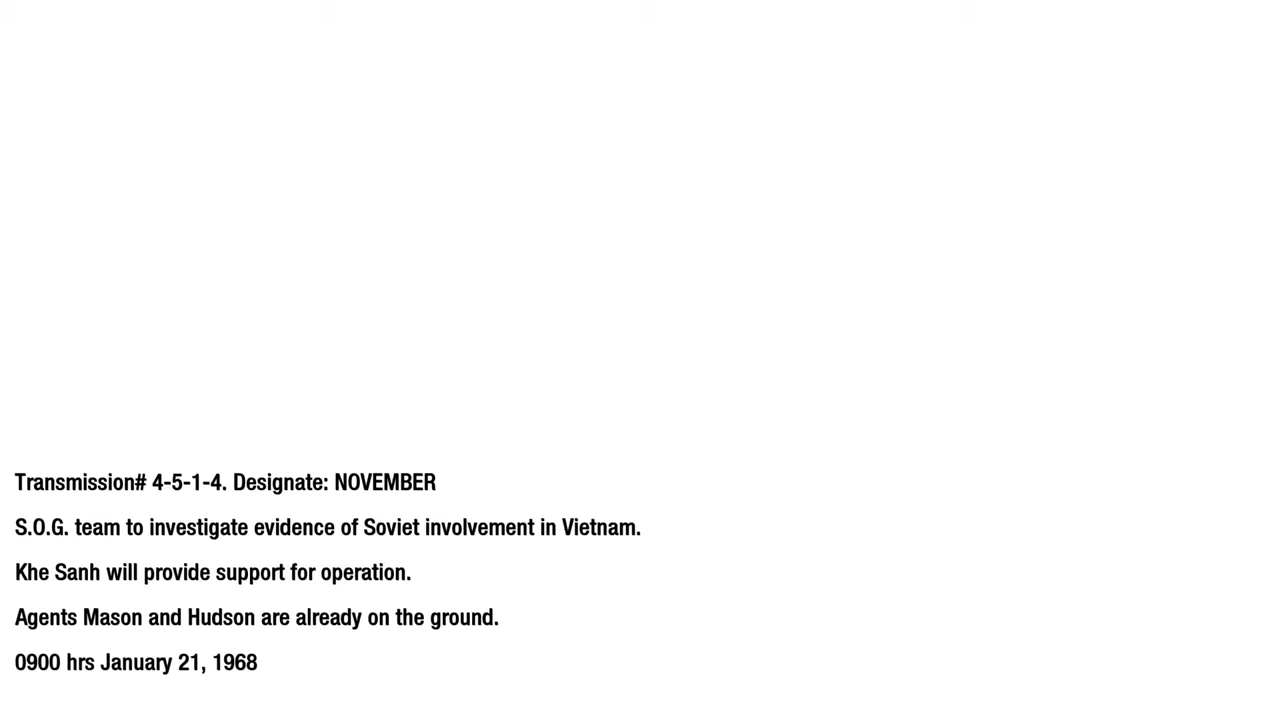 Transmission# 4-5-1-4. Designate: NOVEMBER
S.O.G. team to investigate evidence of Soviet involvement in Vietnam.
Khe Sanh will provide support for operation.
Agents Mason and Hudson are already on the ground.
0900 hrs January 21, 1968